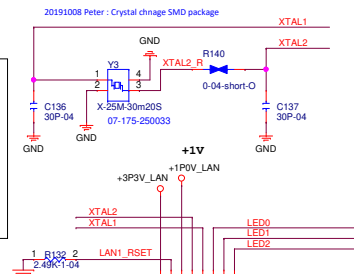 20191008 Peter : Crystal chnage SMD package
XTAL1
XTAL2
GND
Y3
R140
XTAL2_R
1
4
2
3
C136
30P-04
X-25M-30m20S
0-04-short-O
C137
30P-04
07-175-250033
GND
GND
GND
+1V
+1P0V_LAN
+3P3V_LAN
XTAL2
XTAL1
LED0
LED1
LED2
1 R132 2
LAN1_RSET
2.49K-1-04